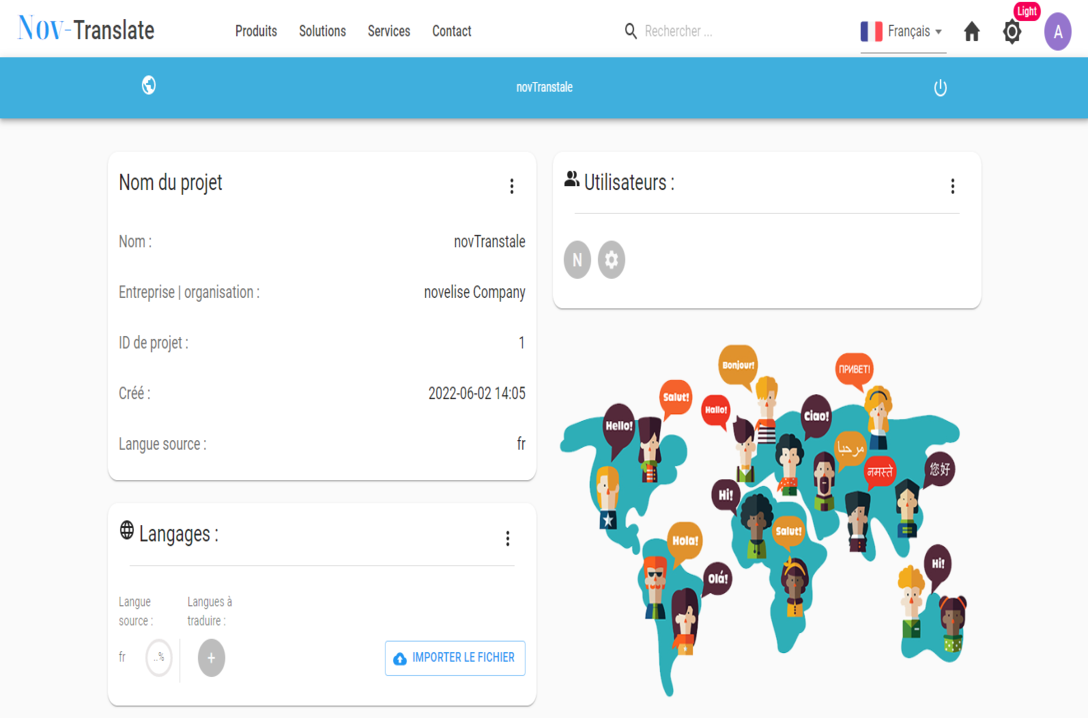 Nov-Translate
Produits Solutions Services Contact
Rechercher ...
Français
Light
A
novTranstale
Nom du projet
Nom : novTranstale
Entreprise | organisation : novelise Company
ID de projet : 1
Créé : 2022-06-02 14:05
Langue source : fr
Utilisateurs :
N
Langages :
Langue source :
Langues à traduire :
fr
..%
+
IMPORTER LE FICHIER
Bonjour!
ПРИВЕТ!
Salut!
Hallo!
Ciao!
Hello!
مرحبا
नमस्ते
您好
Hi!
Salut!
Hola!
Olá!
Hi!